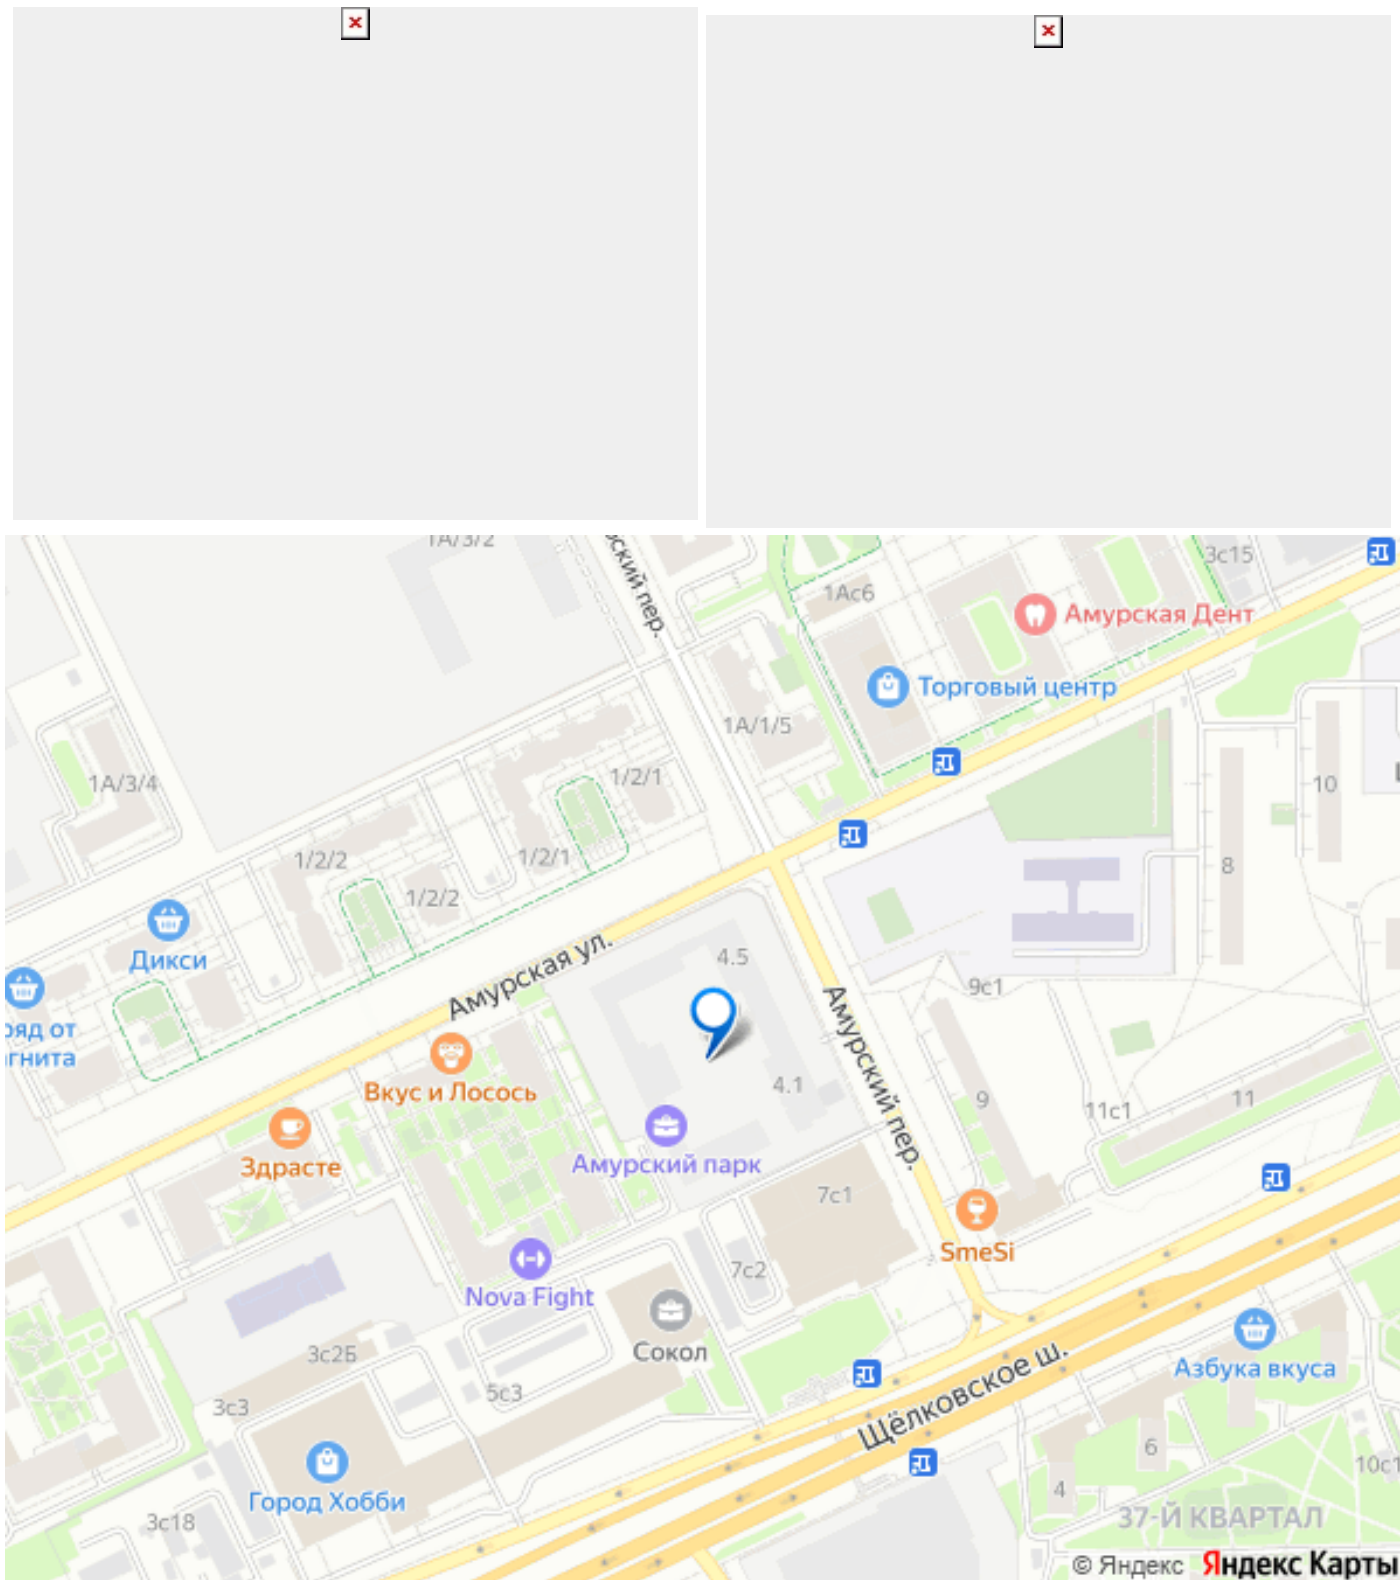 1А/3/2
ский пер.
3с15
1Ас6
Амурская Дент
Торговый центр
1А/1/5
1А/3/4
1/2/1
10
1/2/2
1/2/1
8
1/2/2
Дикси
Амурская ул.
4.5
9с1
ряд от
гнита
Вкус и Лосось
Амурский пер.
4.1
9
11с1
11
Здрасте
Амурский парк
7с1
SmeSi
7с2
Nova Fight
Сокол
3с2Б
Щёлковское ш.
Азбука вкуса
5с3
3с3
6
10с1
4
Город Хобби
3с18
37-Й КВАРТАЛ
© Яндекс Яндекс Карты